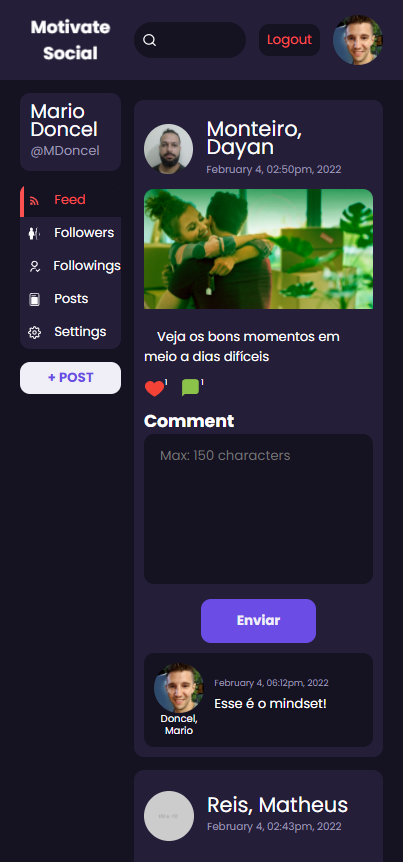 Motivate
Social
Logout
Mario
Doncel
@MDoncel
Feed
Followers
Followings
Posts
Settings
+ POST
Monteiro,
Dayan
February 4, 02:50pm, 2022
Veja os bons momentos em
meio a dias difíceis
1
1
Comment
Max: 150 characters
Enviar
Doncel,
Mario
February 4, 06:12pm, 2022
Esse é o mindset!
Reis, Matheus
February 4, 02:43pm, 2022